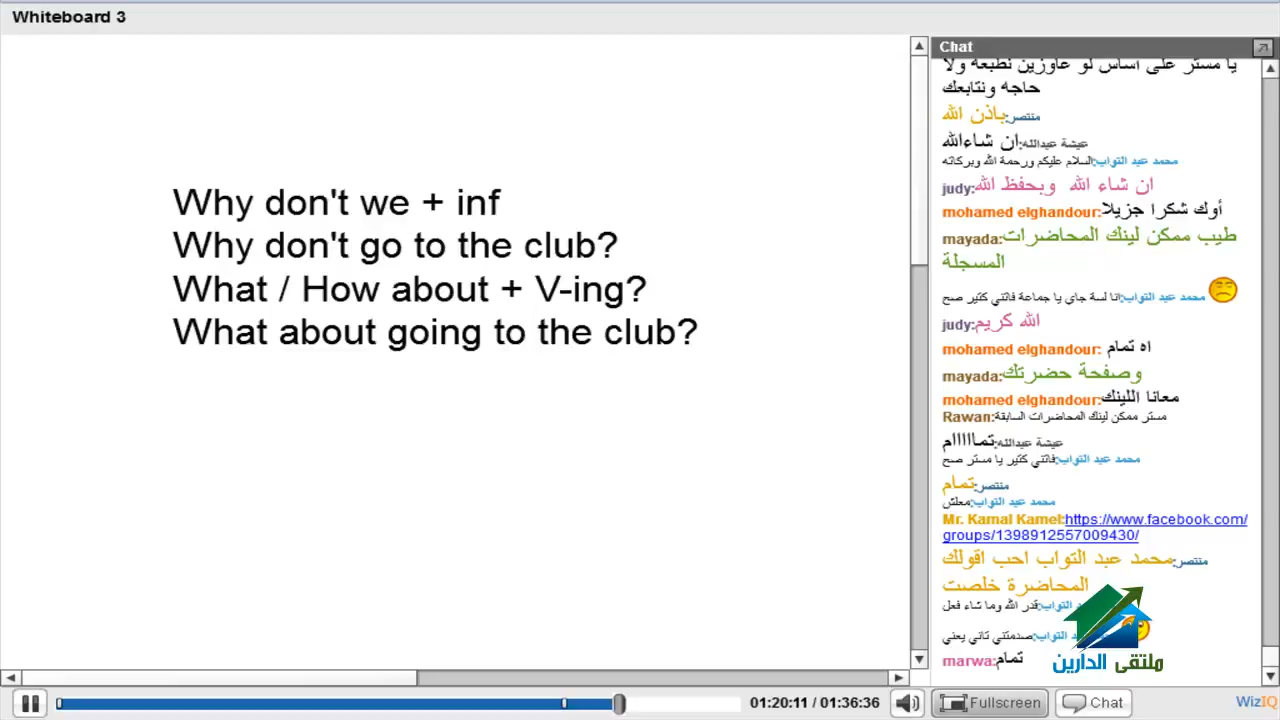 Whiteboard 3
Why don't we + inf
Why don't go to the club?
What / How about + V-ing?
What about going to the club?
Chat
يا مستر على اساس لو عاوزين نطبعه ولا
حاجه ونتابعك
منتصر:باذن الله
عيشة عبدالله:ان شاءالله
محمد عبد التواب:السلام عليكم ورحمة الله وبركاته
judy:ان شاء الله وبحفظ الله
mohamed elghandour:أوك شكرا جزيلا
mayada:طيب ممكن لينك المحاضرات
المسجلة
محمد عبد التواب:انا لسة جاي يا جماعة فاتني كتير صح
judy:الله كريم
mohamed elghandour: اه تمام
mayada:وصفحة حضرتك
mohamed elghandour:معانا اللينك
Rawan:مستر ممكن لينك المحاضرات السابقة
عيشة عبدالله:تمااااام
محمد عبد التواب:فاتني كتير يا مستر صح
منتصر:تمام
محمد عبد التواب:معلش
Mr. Kamal Kamel:https://www.facebook.com/
groups/1398912557009430/
منتصر:محمد عبد التواب احب اقولك
المحاضرة خلصت
التواب:قدر الله وما شاء فعل
التواب:صدمتني تاني يعني
marwa:تمام
ملتقى الدارين
01:20:11 / 01:36:36
Fullscreen
Chat
WizIQ